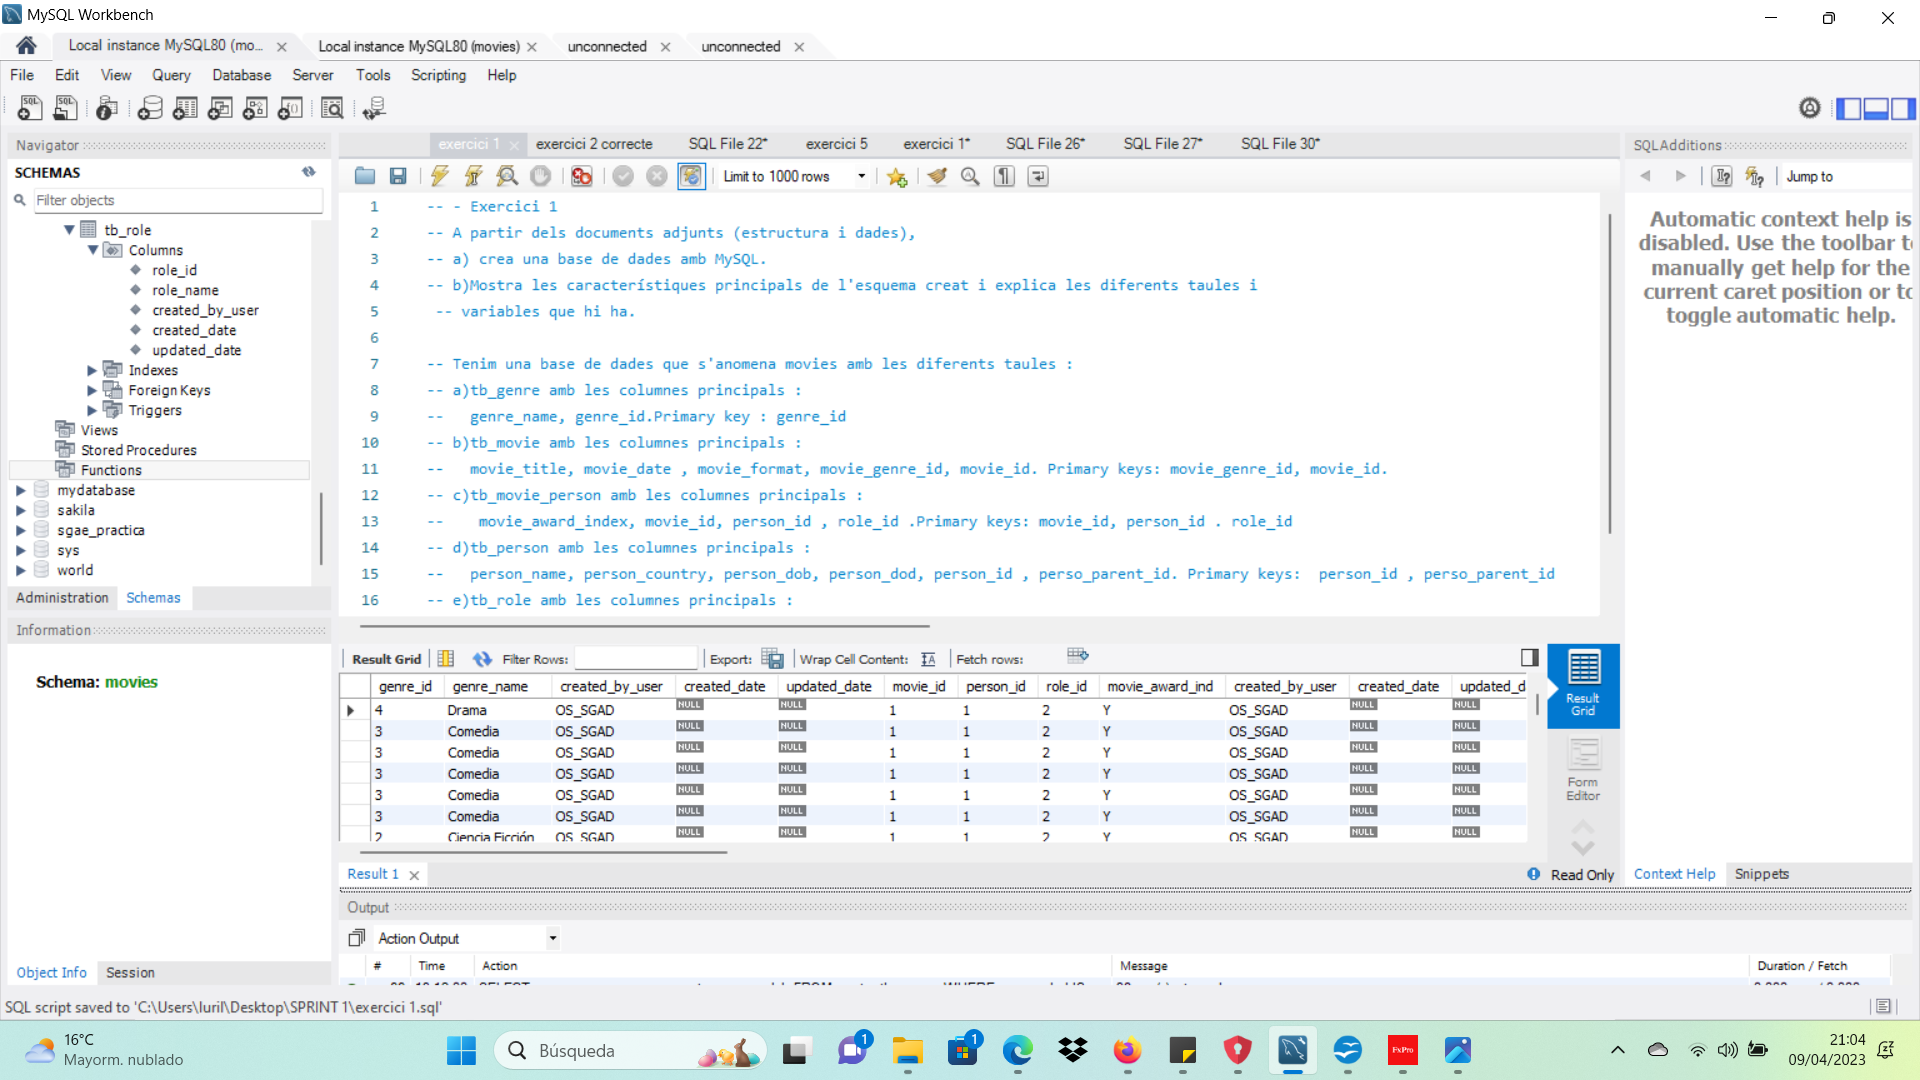 MySQL Workbench
Local instance MySQL80 (mo...
Local instance MySQL80 (movies)
unconnected
unconnected
File Edit View Query Database Server Tools Scripting Help
Navigator
SCHEMAS
Filter objects
tb_role
Columns
role_id
role_name
created_by_user
created_date
updated_date
Indexes
Foreign Keys
Triggers
Views
Stored Procedures
Functions
mydatabase
sakila
sgae_practica
sys
world
Administration Schemas
Information
Schema: movies
Object Info Session
exercici 1 exercici 2 correcte SQL File 22* exercici 5 exercici 1* SQL File 26* SQL File 27* SQL File 30*
Limit to 1000 rows
1 -- - Exercici 1
2 -- A partir dels documents adjunts (estructura i dades),
3 -- a) crea una base de dades amb MySQL.
4 -- b)Mostra les característiques principals de l'esquema creat i explica les diferents taules i
5 -- variables que hi ha.
6
7 -- Tenim una base de dades que s'anomena movies amb les diferents taules :
8 -- a)tb_genre amb les columnes principals :
9 -- genre_name, genre_id.Primary key : genre_id
10 -- b)tb_movie amb les columnes principals :
11 -- movie_title, movie_date , movie_format, movie_genre_id, movie_id. Primary keys: movie_genre_id, movie_id.
12 -- c)tb_movie_person amb les columnes principals :
13 -- movie_award_index, movie_id, person_id , role_id .Primary keys: movie_id, person_id . role_id
14 -- d)tb_person amb les columnes principals :
15 -- person_name, person_country, person_dob, person_dod, person_id , perso_parent_id. Primary keys: person_id , perso_parent_id
16 -- e)tb_role amb les columnes principals :
Result Grid Filter Rows: Export: Wrap Cell Content: Fetch rows:
genre_id genre_name created_by_user created_date updated_date movie_id person_id role_id movie_award_ind created_by_user created_date updated_d
4 Drama OS_SGAD NULL NULL 1 1 2 Y OS_SGAD NULL NULL
3 Comedia OS_SGAD NULL NULL 1 1 2 Y OS_SGAD NULL NULL
3 Comedia OS_SGAD NULL NULL 1 1 2 Y OS_SGAD NULL NULL
3 Comedia OS_SGAD NULL NULL 1 1 2 Y OS_SGAD NULL NULL
3 Comedia OS_SGAD NULL NULL 1 1 2 Y OS_SGAD NULL NULL
3 Comedia OS_SGAD NULL NULL 1 1 2 Y OS_SGAD NULL NULL
2 Ciencia Ficción OS_SGAD NULL NULL 1 1 2 Y OS_SGAD NULL NULL
Result Grid
Form Editor
Result 1
Read Only
Output
Action Output
# Time Action Message Duration / Fetch
SQLAdditions
Jump to
Automatic context help is
disabled. Use the toolbar to
manually get help for the
current caret position or to
toggle automatic help.
Context Help Snippets
SQL script saved to 'C:\Users\luril\Desktop\SPRINT 1\exercici 1.sql'
16°C
Mayorm. nublado
Búsqueda
1
1
FxPro
21:04
09/04/2023